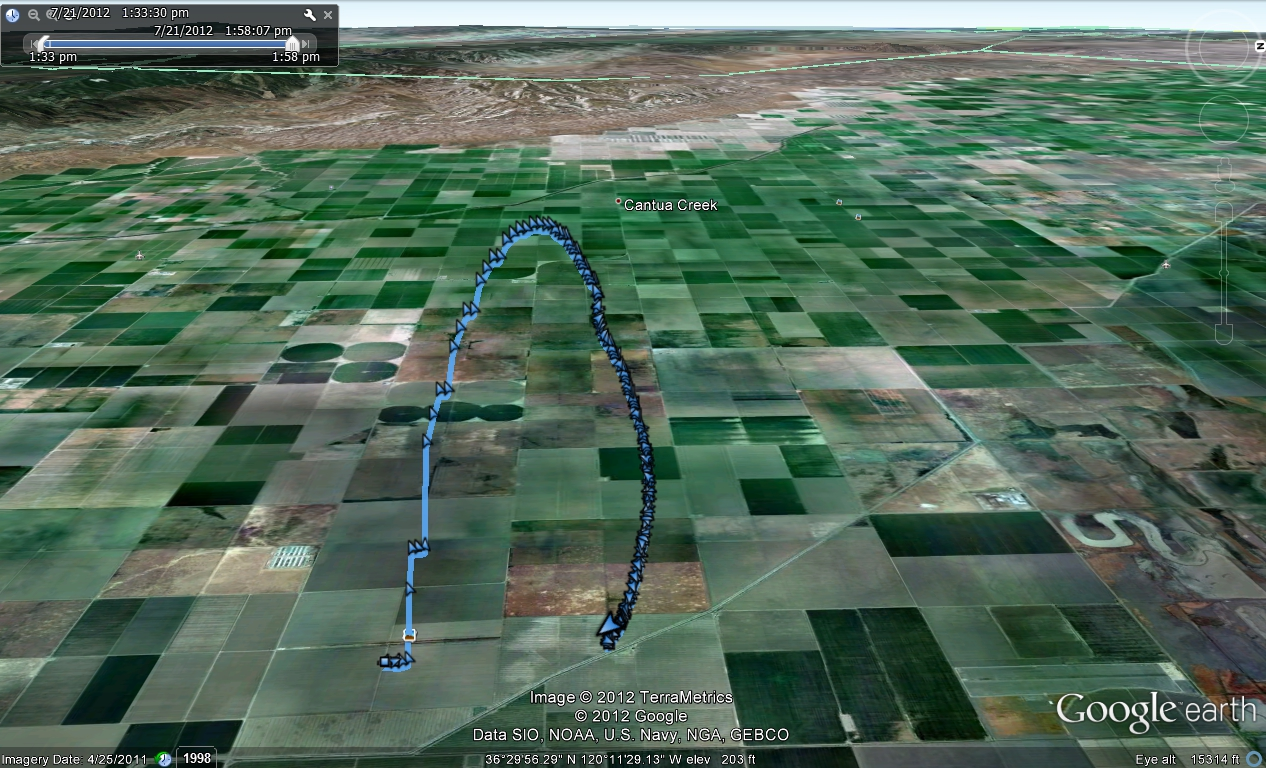 7/21/2012 1:33:30 pm
7/21/2012 1:58:07 pm
1:33 pm 1:58 pm
Cantua Creek
Image © 2012 TerraMetrics
© 2012 Google
Data SIO, NOAA, U.S. Navy, NGA, GEBCO
Google earth
Imagery Date: 4/25/2011 1998 36°29'56.29" N 120°11'29.13" W elev 203 ft Eye alt 15314 ft